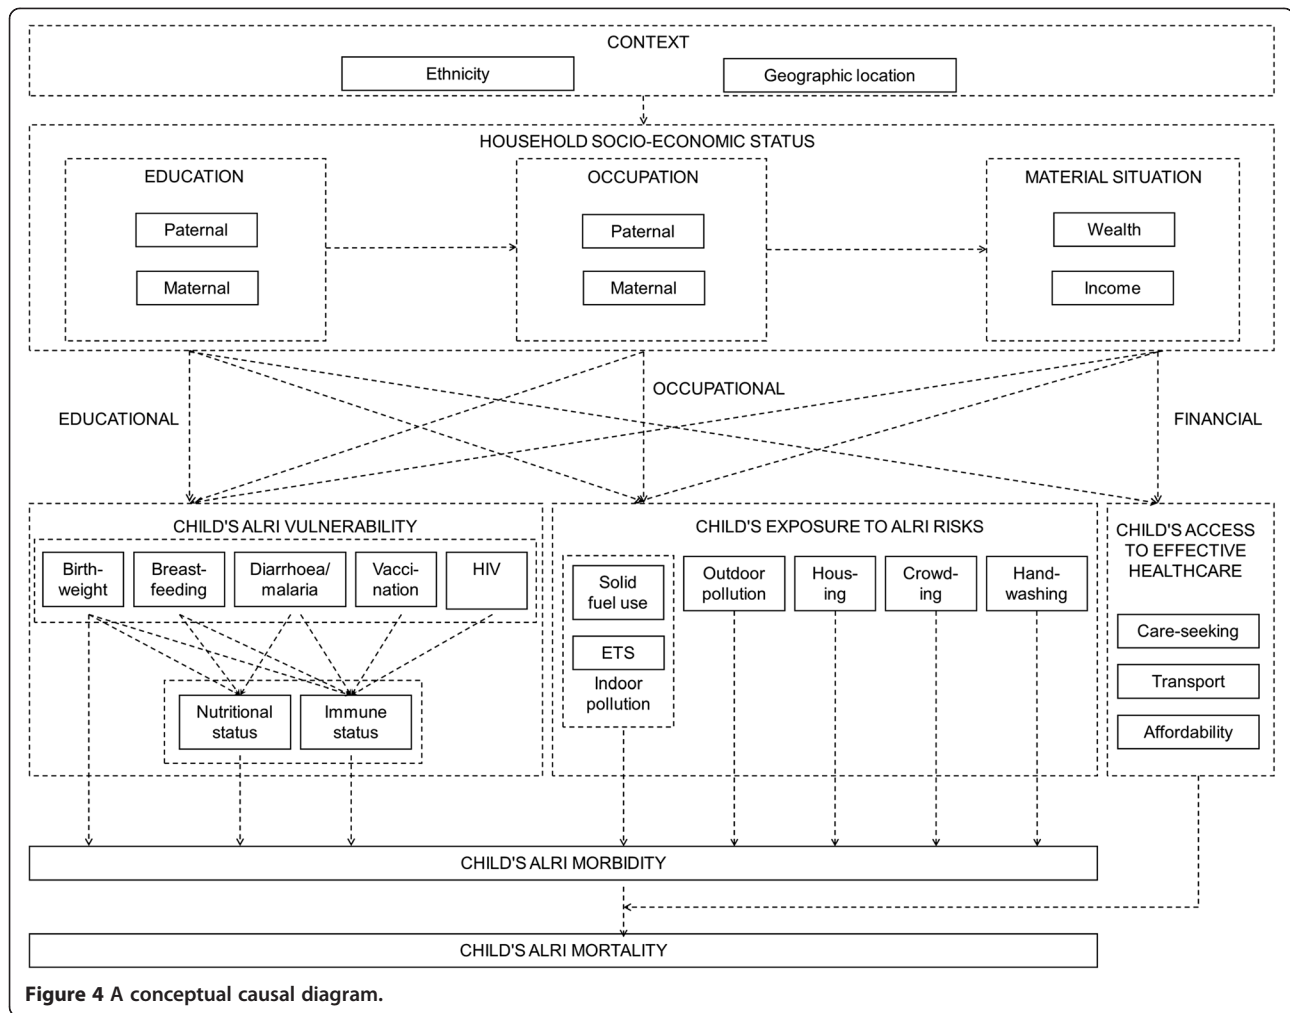 CONTEXT
Ethnicity
Geographic location
HOUSEHOLD SOCIO-ECONOMIC STATUS
EDUCATION
OCCUPATION
MATERIAL SITUATION
Paternal
Paternal
Wealth
Maternal
Maternal
Income
EDUCATIONAL
OCCUPATIONAL
FINANCIAL
CHILD'S ALRI VULNERABILITY
Birth-
weight
Breast-
feeding
Diarrhoea/
malaria
Vacci-
nation
HIV
Nutritional
status
Immune
status
CHILD'S EXPOSURE TO ALRI RISKS
Solid
fuel use
ETS
Indoor
pollution
Outdoor
pollution
Hous-
ing
Crowd-
ing
Hand-
washing
CHILD'S ACCESS
TO EFFECTIVE
HEALTHCARE
Care-seeking
Transport
Affordability
CHILD'S ALRI MORBIDITY
CHILD'S ALRI MORTALITY
Figure 4 A conceptual causal diagram.